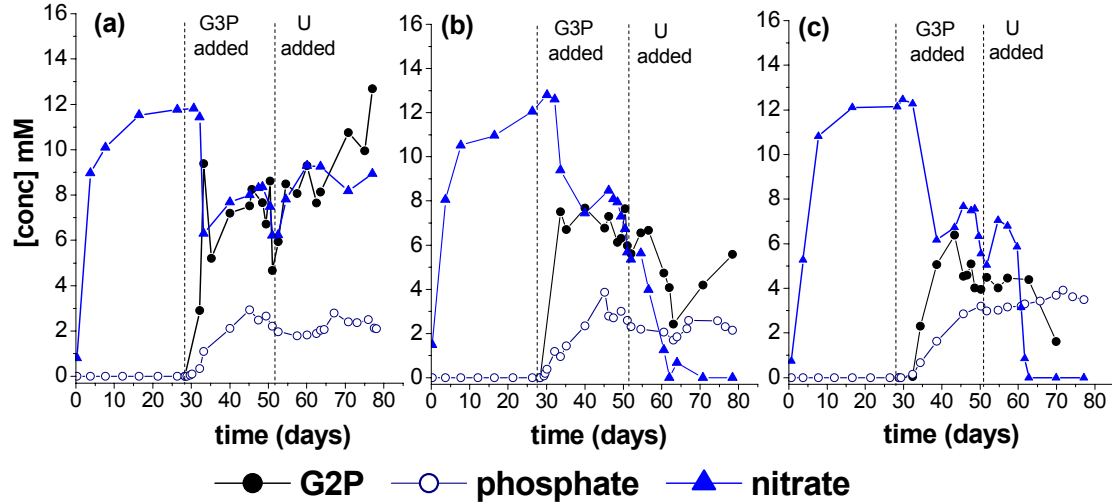 (a) G3P added U added
(b) G3P added U added
(c) G3P added U added
[conc] mM
16 14 12 10 8 6 4 2 0
16 14 12 10 8 6 4 2 0
16 14 12 10 8 6 4 2 0
0 10 20 30 40 50 60 70 80
0 10 20 30 40 50 60 70 80
0 10 20 30 40 50 60 70 80
time (days) time (days) time (days)
G2P phosphate nitrate